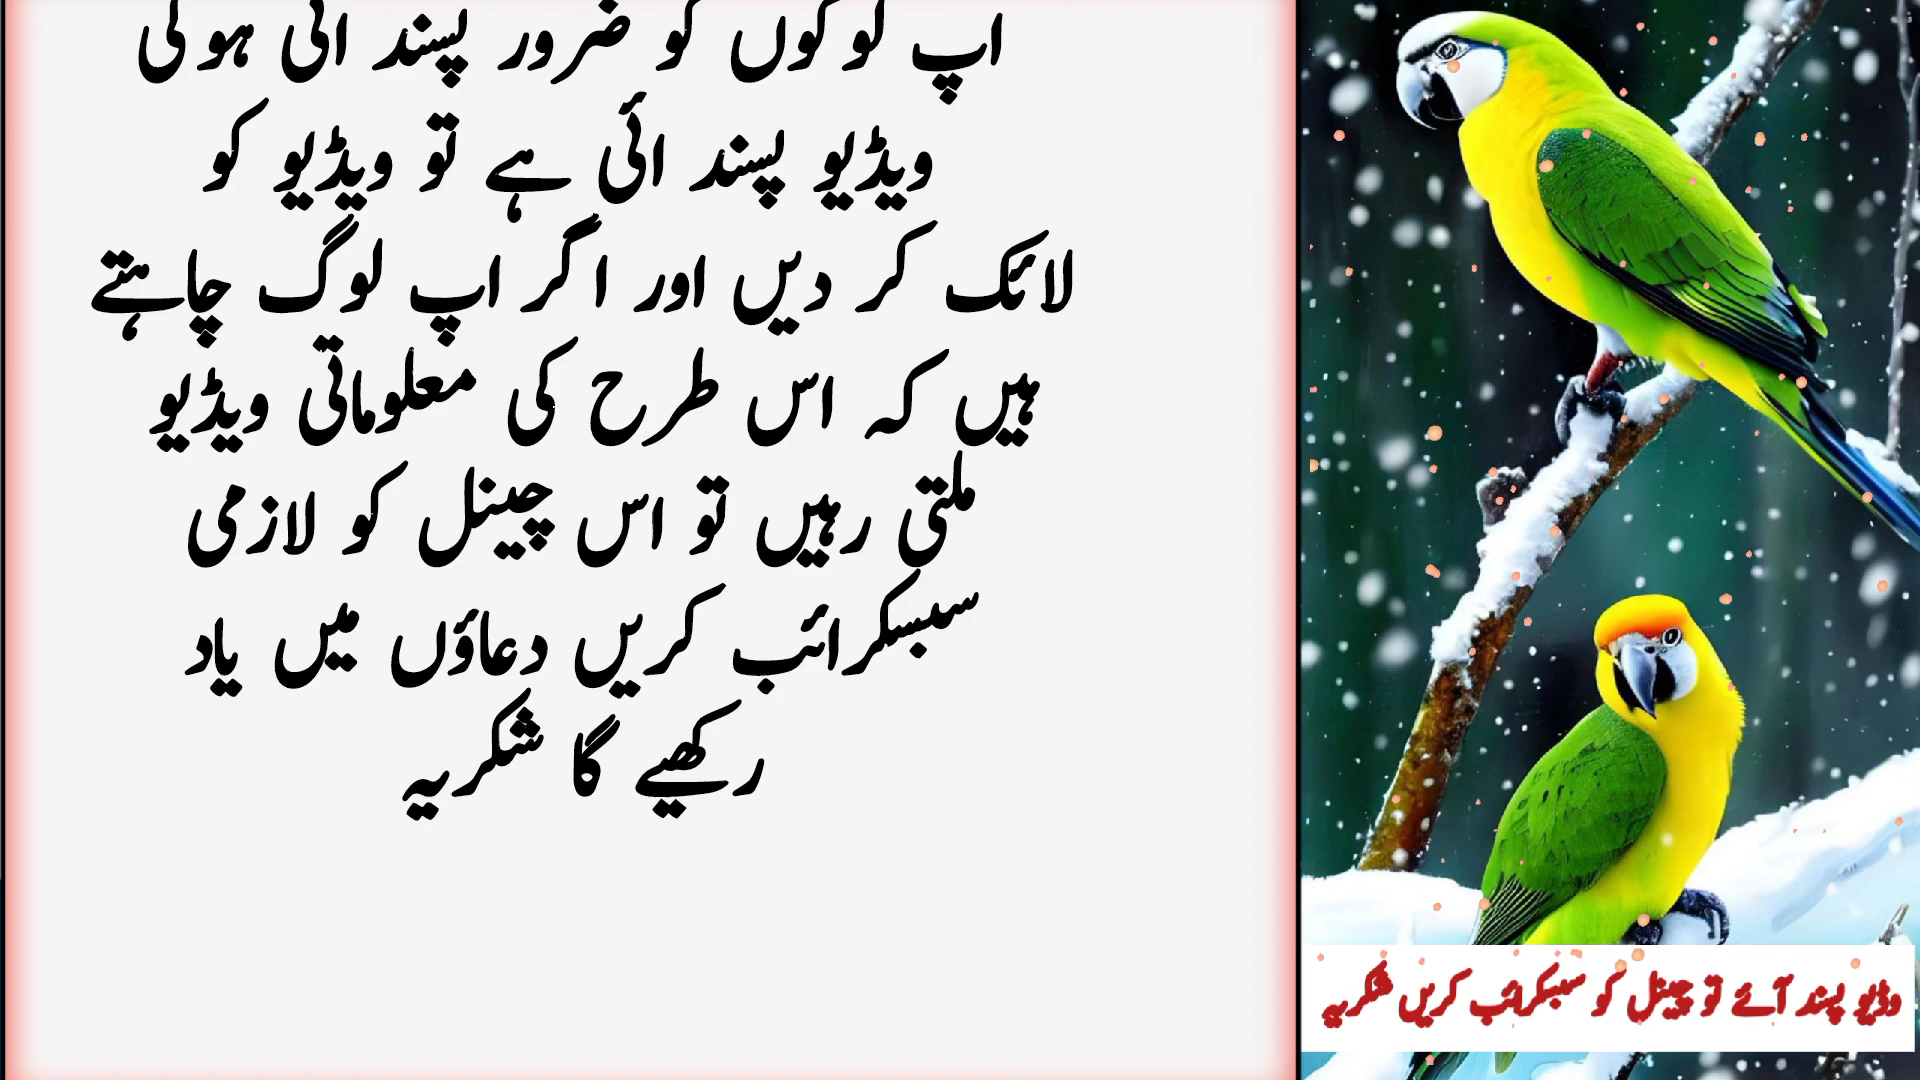 اپ لوگوں کو ضرور پسند ائی ہوگی
ویڈیو پسند ائی ہے تو ویڈیو کو
لائک کر دیں اور اگر اپ لوگ چاہتے
ہیں کہ اس طرح کی معلوماتی ویڈیو
ملتی رہیں تو اس چینل کو لازمی
سبسکرائب کریں دعاؤں میں یاد
رکھیے گا شکریہ
وڈیو پسند آئے تو چینل کو سبسکرائب کریں شکریہ